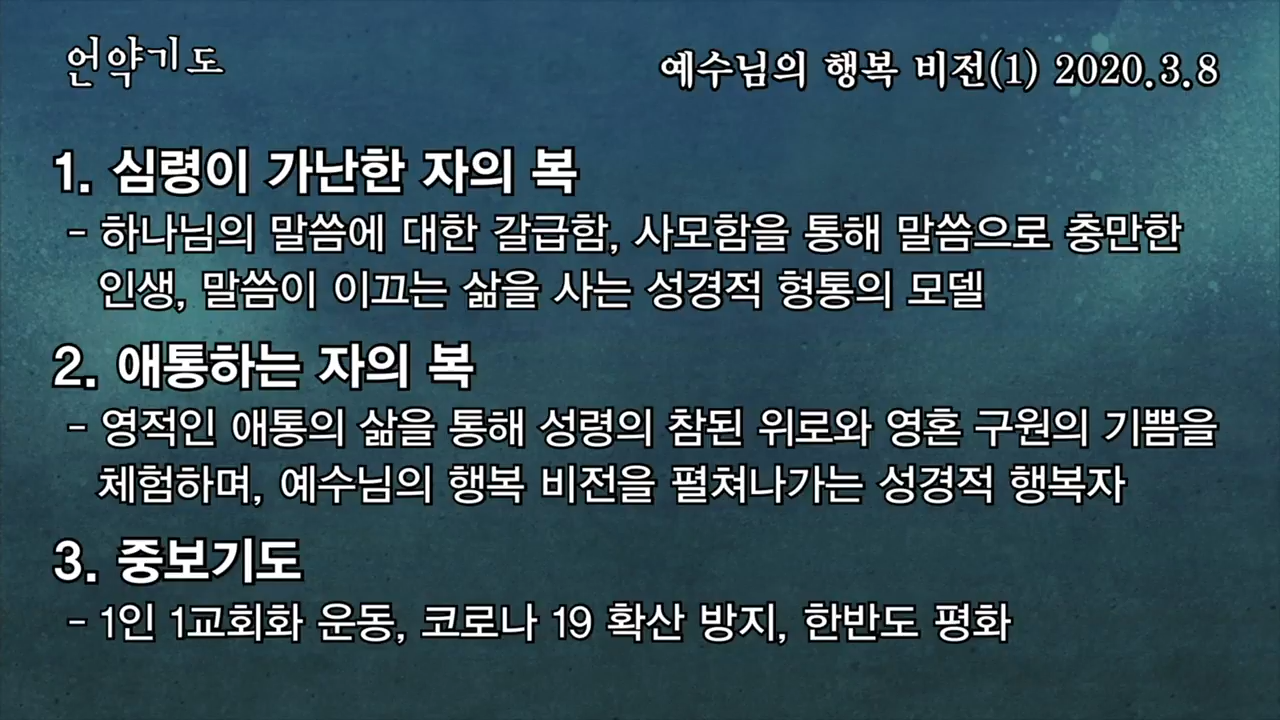 언약기도
예수님의 행복 비전(1) 2020.3.8
1. 심령이 가난한 자의 복
- 하나님의 말씀에 대한 갈급함, 사모함을 통해 말씀으로 충만한
인생, 말씀이 이끄는 삶을 사는 성경적 형통의 모델
2. 애통하는 자의 복
- 영적인 애통의 삶을 통해 성령의 참된 위로와 영혼 구원의 기쁨을
체험하며, 예수님의 행복 비전을 펼쳐나가는 성경적 행복자
3. 중보기도
- 1인 1교회화 운동, 코로나 19 확산 방지, 한반도 평화